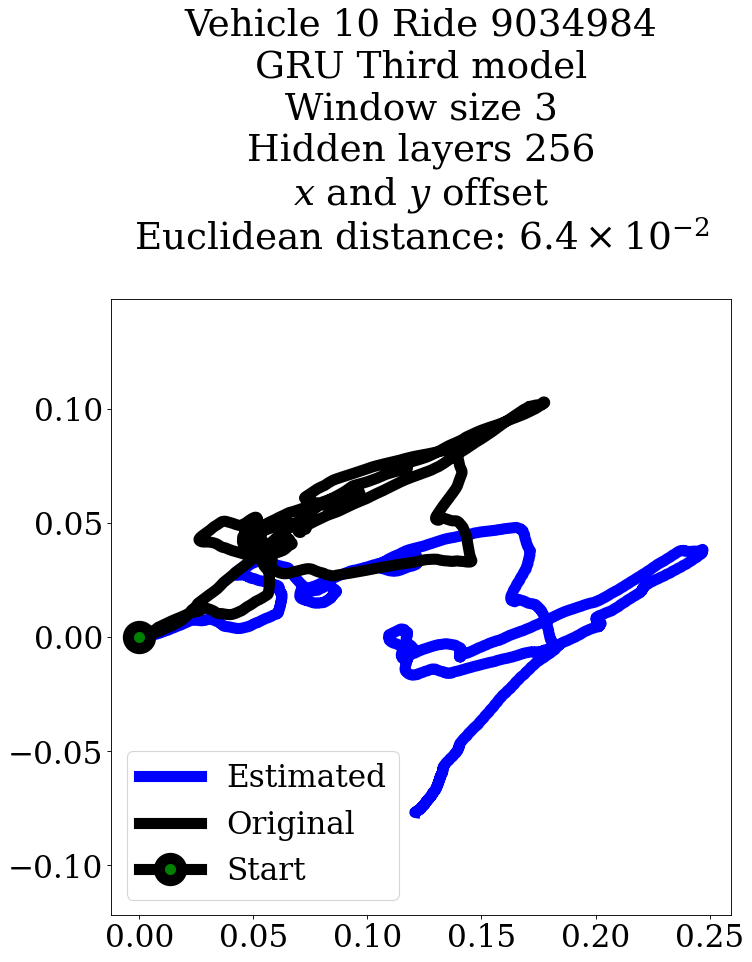 Vehicle 10 Ride 9034984
GRU Third model
Window size 3
Hidden layers 256
x and y offset
Euclidean distance: 6.4 × 10⁻²
0.10
0.05
0.00
−0.05
−0.10
Estimated
Original
Start
0.00 0.05 0.10 0.15 0.20 0.25